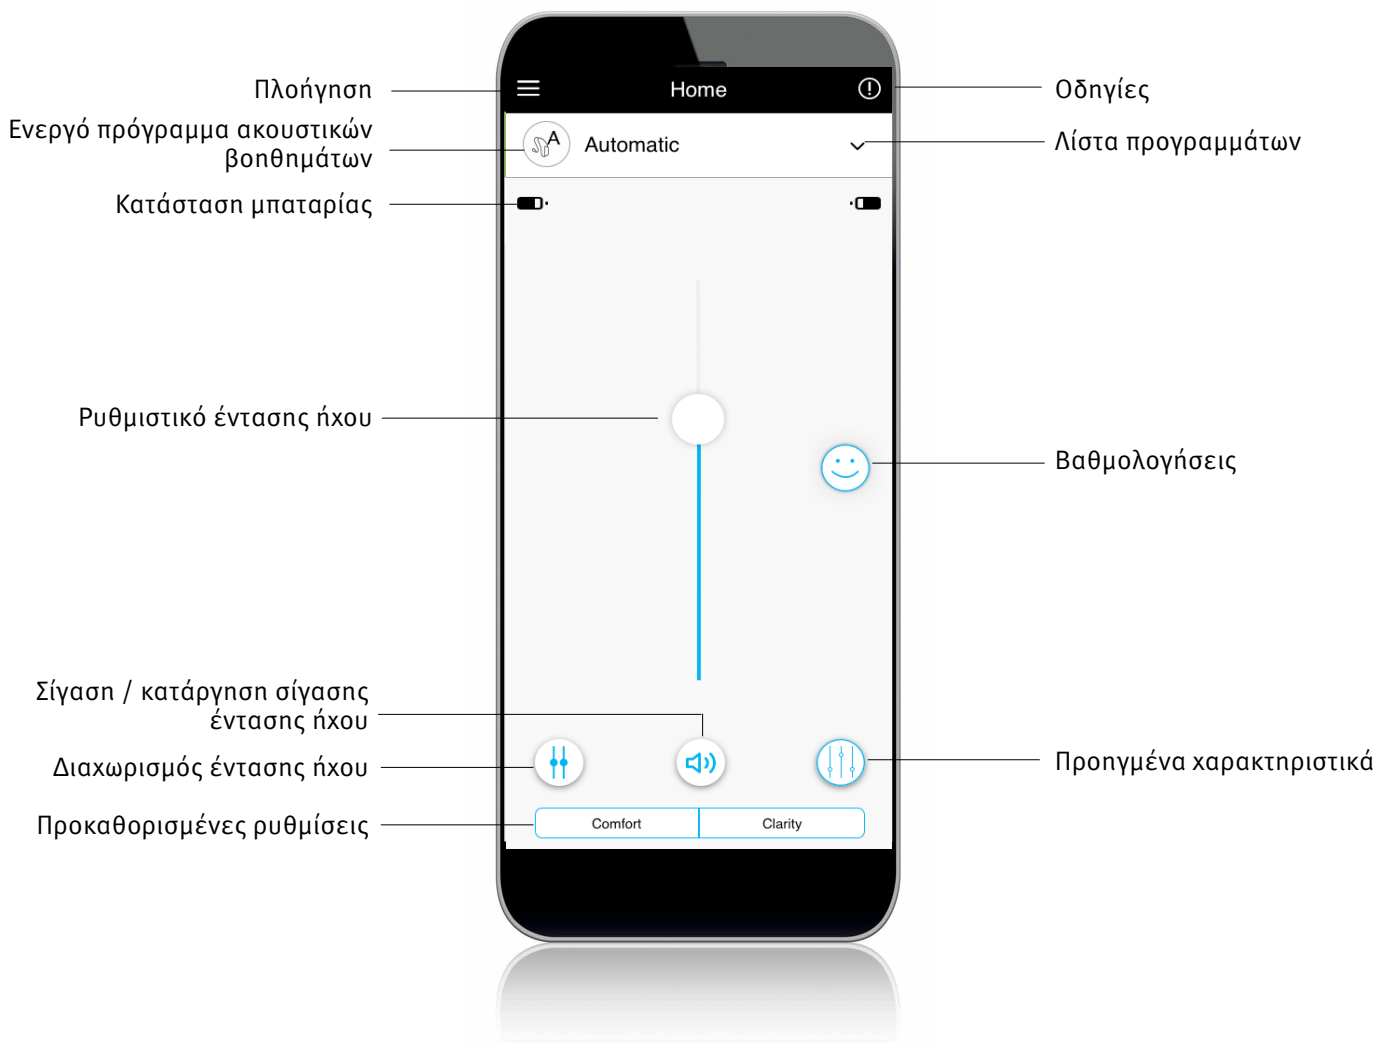 Πλοήγηση
Ενεργό πρόγραμμα ακουστικών
βοηθημάτων
Κατάσταση μπαταρίας
Ρυθμιστικό έντασης ήχου
Σίγαση / κατάργηση σίγασης
έντασης ήχου
Διαχωρισμός έντασης ήχου
Προκαθορισμένες ρυθμίσεις
Home
A Automatic
Comfort Clarity
Οδηγίες
Λίστα προγραμμάτων
Βαθμολογήσεις
Προηγμένα χαρακτηριστικά